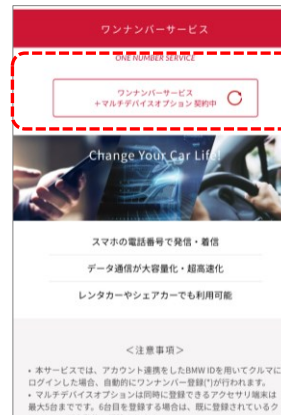 ワンナンバーサービス
ONE NUMBER SERVICE
ワンナンバーサービス
＋マルチデバイスオプション 契約中
Change Your Car Life!
スマホの電話番号で発信・着信
データ通信が大容量化・超高速化
レンタカーやシェアカーでも利用可能
＜注意事項＞
• 本サービスでは、アカウント連携をしたBMW IDを用いてクルマに
ログインした場合、自動的にワンナンバー登録(*)が行われます。
• マルチデバイスオプションは同時に登録できるアクセサリ端末は
最大5台までです。6台目を登録する場合は、既に登録されているク